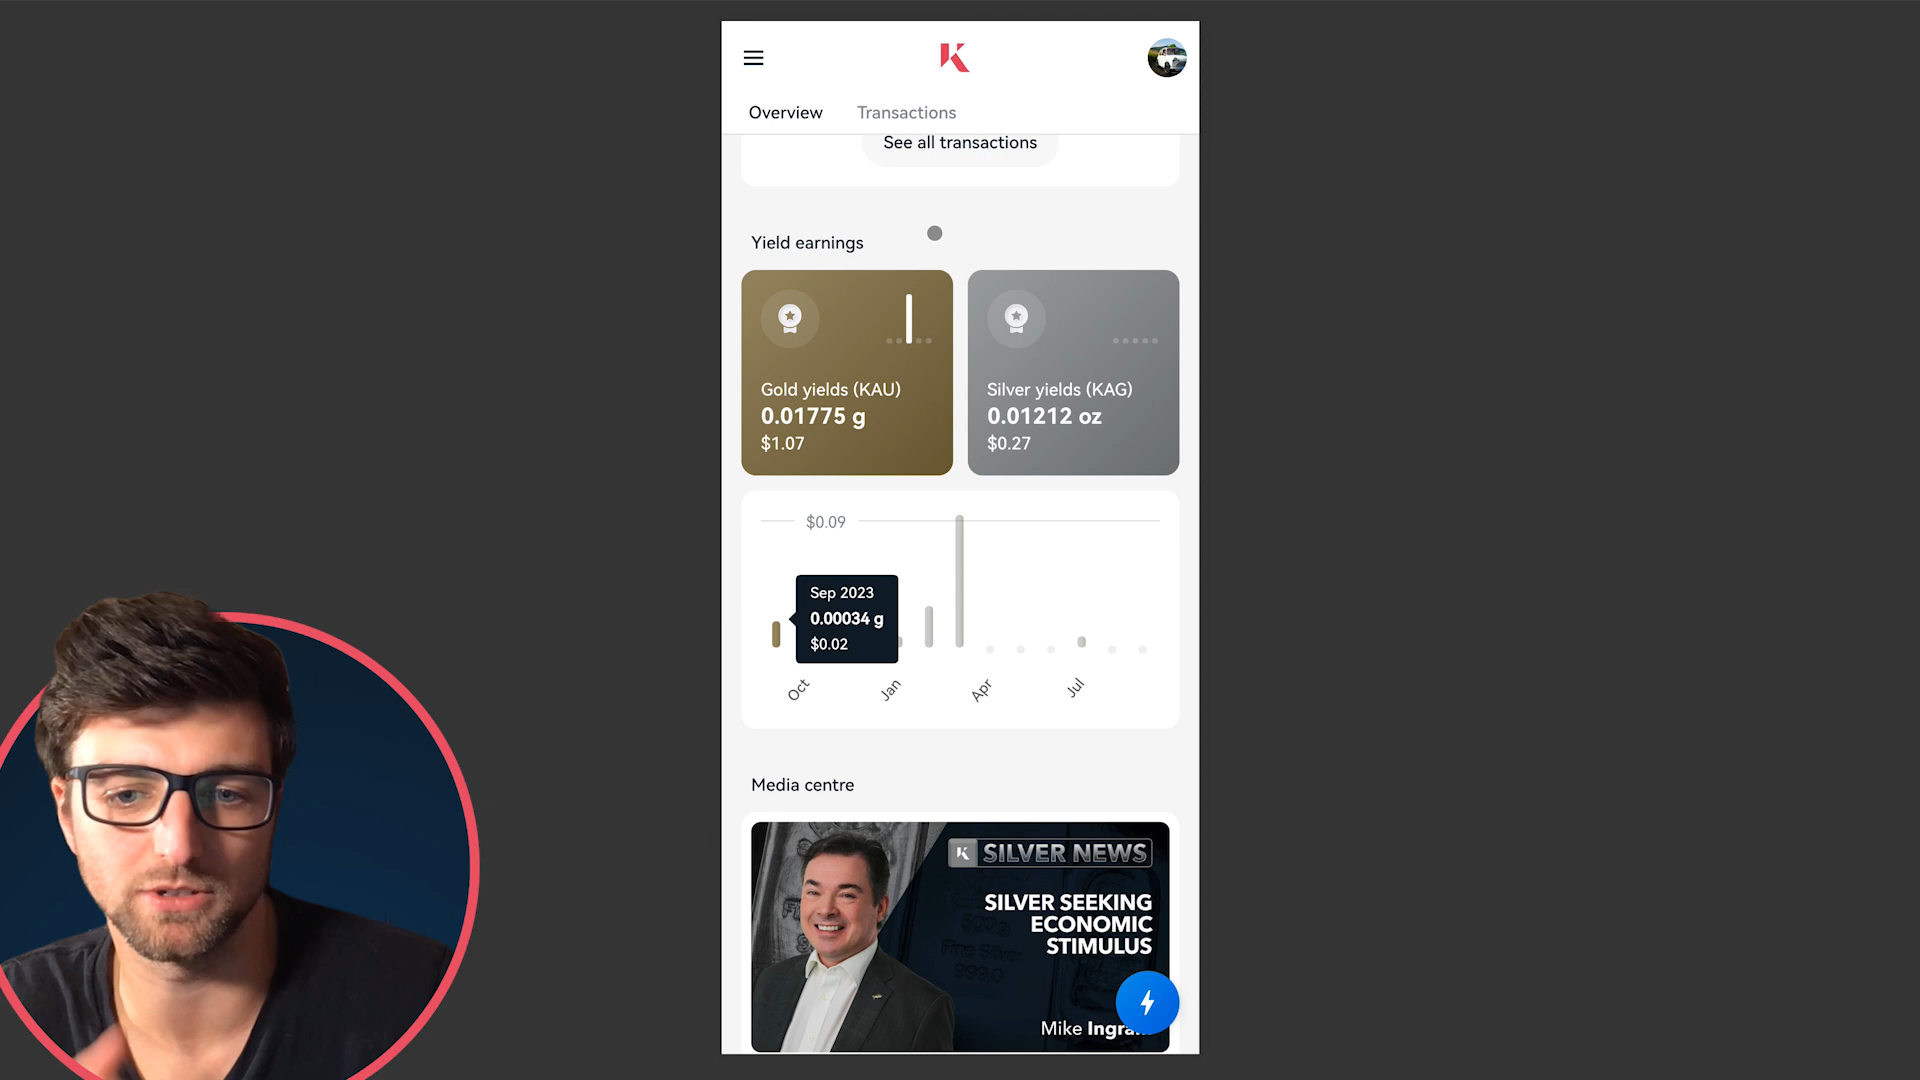 Overview
Transactions
See all transactions
Yield earnings
Gold yields (KAU)
0.01775 g
$1.07
Silver yields (KAG)
0.01212 oz
$0.27
$0.09
Sep 2023
0.00034 g
$0.02
Oct
Jan
Apr
Jul
Media centre
SILVER NEWS
SILVER SEEKING
ECONOMIC
STIMULUS
Mike